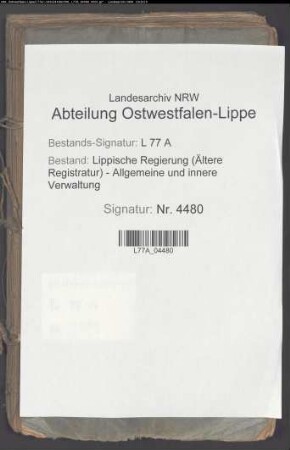 Landesarchiv NRW
Abteilung Ostwestfalen-Lippe
Bestands-Signatur: L 77 A
Bestand: Lippische Regierung (Ältere
Registratur) - Allgemeine und innere
Verwaltung
Signatur: Nr. 4480
L77A_04480